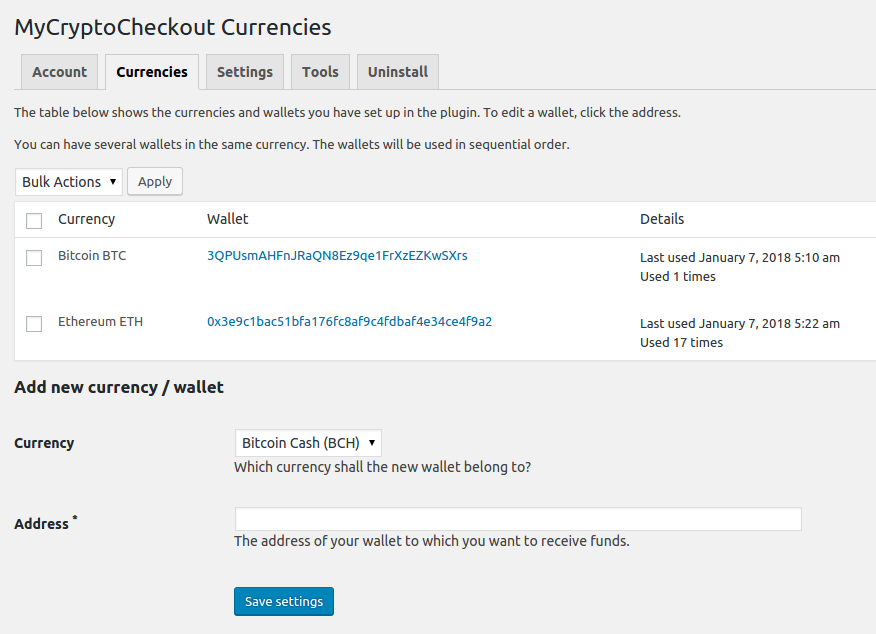 MyCryptoCheckout Currencies
Account Currencies Settings Tools Uninstall
The table below shows the currencies and wallets you have set up in the plugin. To edit a wallet, click the address.
You can have several wallets in the same currency. The wallets will be used in sequential order.
Bulk Actions Apply
Currency Wallet Details
Bitcoin BTC 3QPUsmAHFnJRaQN8Ez9qe1FrXzEZKwSXrs Last used January 7, 2018 5:10 am
Used 1 times
Ethereum ETH 0x3e9c1bac51bfa176fc8af9c4fdbaf4e34ce4f9a2 Last used January 7, 2018 5:22 am
Used 17 times
Add new currency / wallet
Currency Bitcoin Cash (BCH)
Which currency shall the new wallet belong to?
Address *
The address of your wallet to which you want to receive funds.
Save settings